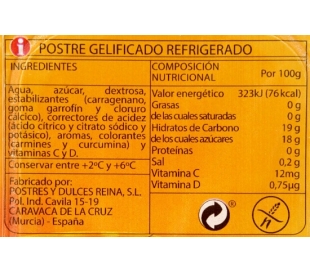 i POSTRE GELIFICADO REFRIGERADO
INGREDIENTES
Agua, azúcar, dextrosa,
estabilizantes (carragenano,
goma garrofín y cloruro
cálcico), correctores de acidez
(ácido cítrico y citrato sódico y
potásico), aromas, colorantes
(carmines y curcumina) y
vitaminas C y D.
Conservar entre +2ºC y +6ºC
Fabricado por:
POSTRES Y DULCES REINA, S.L.
Pol. Ind. Cavila 15-19
CARAVACA DE LA CRUZ
(Murcia) - España
COMPOSICIÓN
NUTRICIONAL Por 100g
Valor energético 323kJ (76kcal)
Grasas 0 g
de las cuales saturadas 0 g
Hidratos de Carbono 19 g
de los cuales azúcares 18 g
Proteínas 0 g
Sal 0,2 g
Vitamina C 12mg
Vitamina D 0,75µg